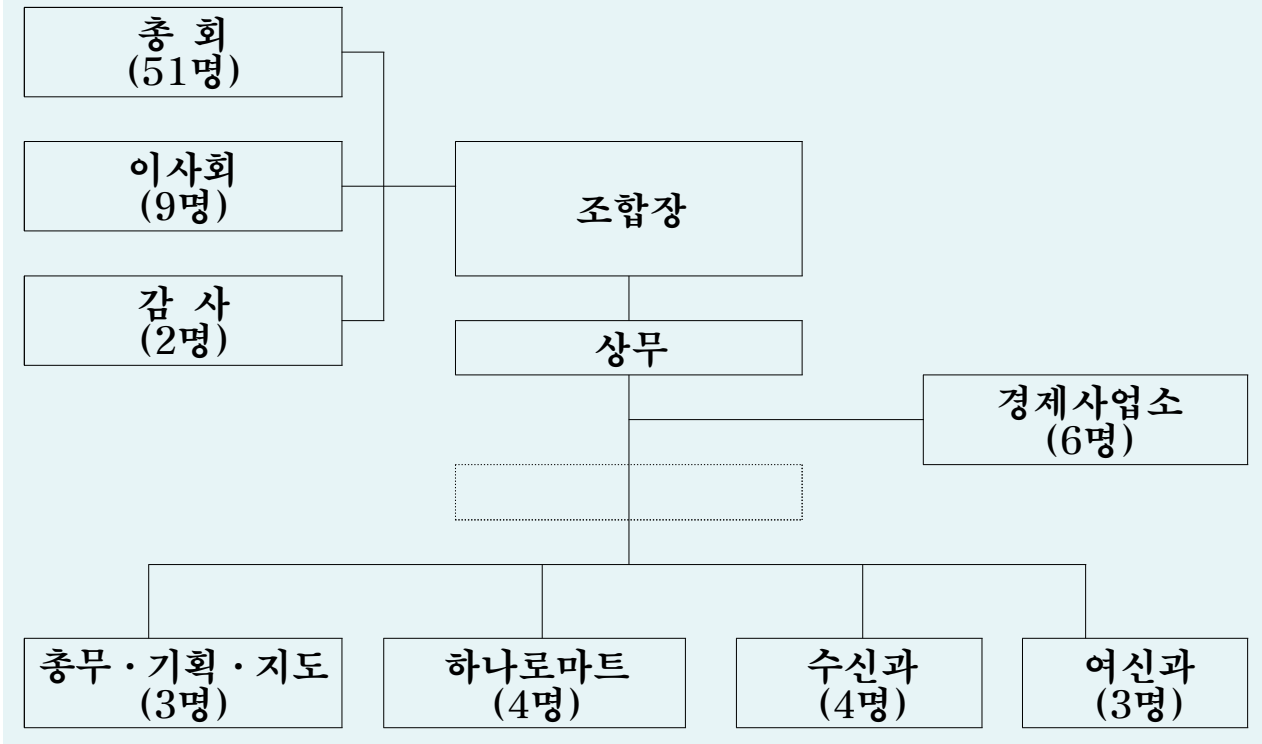 총 회
(51명)
이사회
(9명)
조합장
감 사
(2명)
상무
경제사업소
(6명)
총무 · 기획 · 지도
(3명)
하나로마트
(4명)
수신과
(4명)
여신과
(3명)